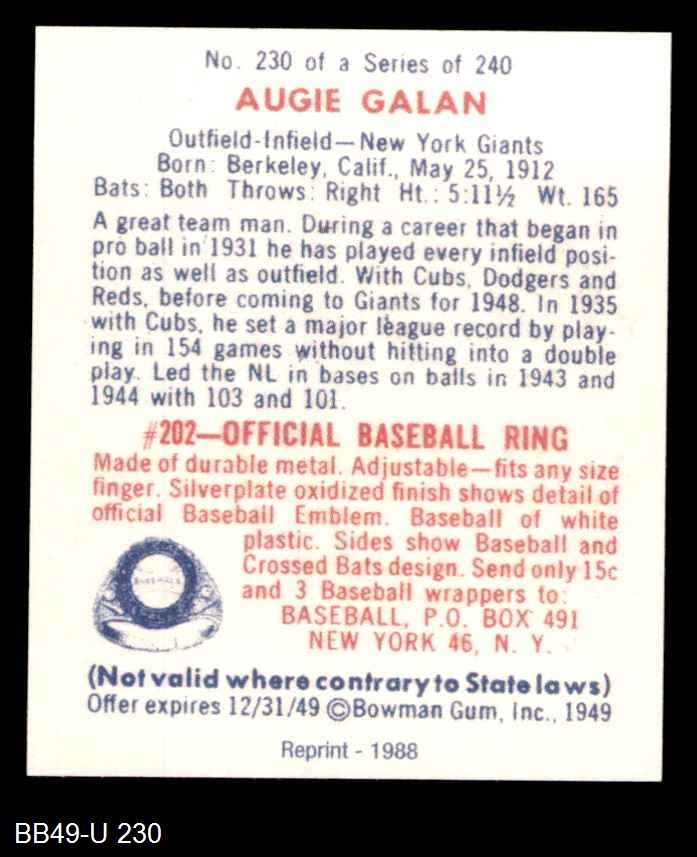 No. 230 of a Series of 240
AUGIE GALAN
Outfield-Infield—New York Giants
Born: Berkeley, Calif., May 25, 1912
Bats: Both Throws: Right Ht.: 5:11½ Wt. 165
A great team man. During a career that began in
pro ball in 1931 he has played every infield posi-
tion as well as outfield. With Cubs, Dodgers and
Reds, before coming to Giants for 1948. In 1935
with Cubs, he set a major league record by play-
ing in 154 games without hitting into a double
play. Led the NL in bases on balls in 1943 and
1944 with 103 and 101.
#202—OFFICIAL BASEBALL RING
Made of durable metal. Adjustable—fits any size
finger. Silverplate oxidized finish shows detail of
official Baseball Emblem. Baseball of white
plastic. Sides show Baseball and
Crossed Bats design. Send only 15c
and 3 Baseball wrappers to:
BASEBALL, P.O. BOX 491
NEW YORK 46, N. Y.
(Not valid where contrary to State laws)
Offer expires 12/31/49 ©Bowman Gum, Inc., 1949
Reprint - 1988
BB49-U 230